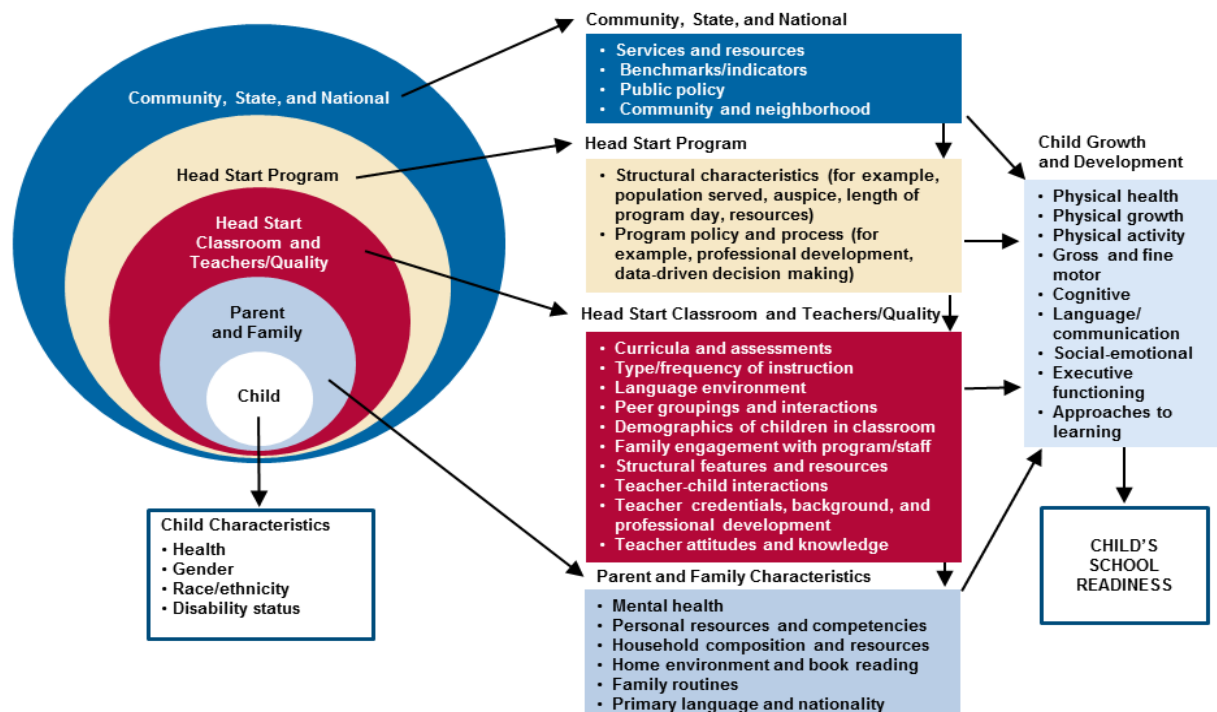 Community, State, and National
Head Start Program
Head Start
Classroom and
Teachers/Quality
Parent
and Family
Child
Child Characteristics
• Health
• Gender
• Race/ethnicity
• Disability status
Community, State, and National
• Services and resources
• Benchmarks/indicators
• Public policy
• Community and neighborhood
Head Start Program
• Structural characteristics (for example,
population served, auspice, length of
program day, resources)
• Program policy and process (for
example, professional development,
data-driven decision making)
Head Start Classroom and Teachers/Quality
• Curricula and assessments
• Type/frequency of instruction
• Language environment
• Peer groupings and interactions
• Demographics of children in classroom
• Family engagement with program/staff
• Structural features and resources
• Teacher-child interactions
• Teacher credentials, background, and
professional development
• Teacher attitudes and knowledge
Parent and Family Characteristics
• Mental health
• Personal resources and competencies
• Household composition and resources
• Home environment and book reading
• Family routines
• Primary language and nationality
Child Growth
and Development
• Physical health
• Physical growth
• Physical activity
• Gross and fine
motor
• Cognitive
• Language/
communication
• Social-emotional
• Executive
functioning
• Approaches to
learning
CHILD'S
SCHOOL
READINESS